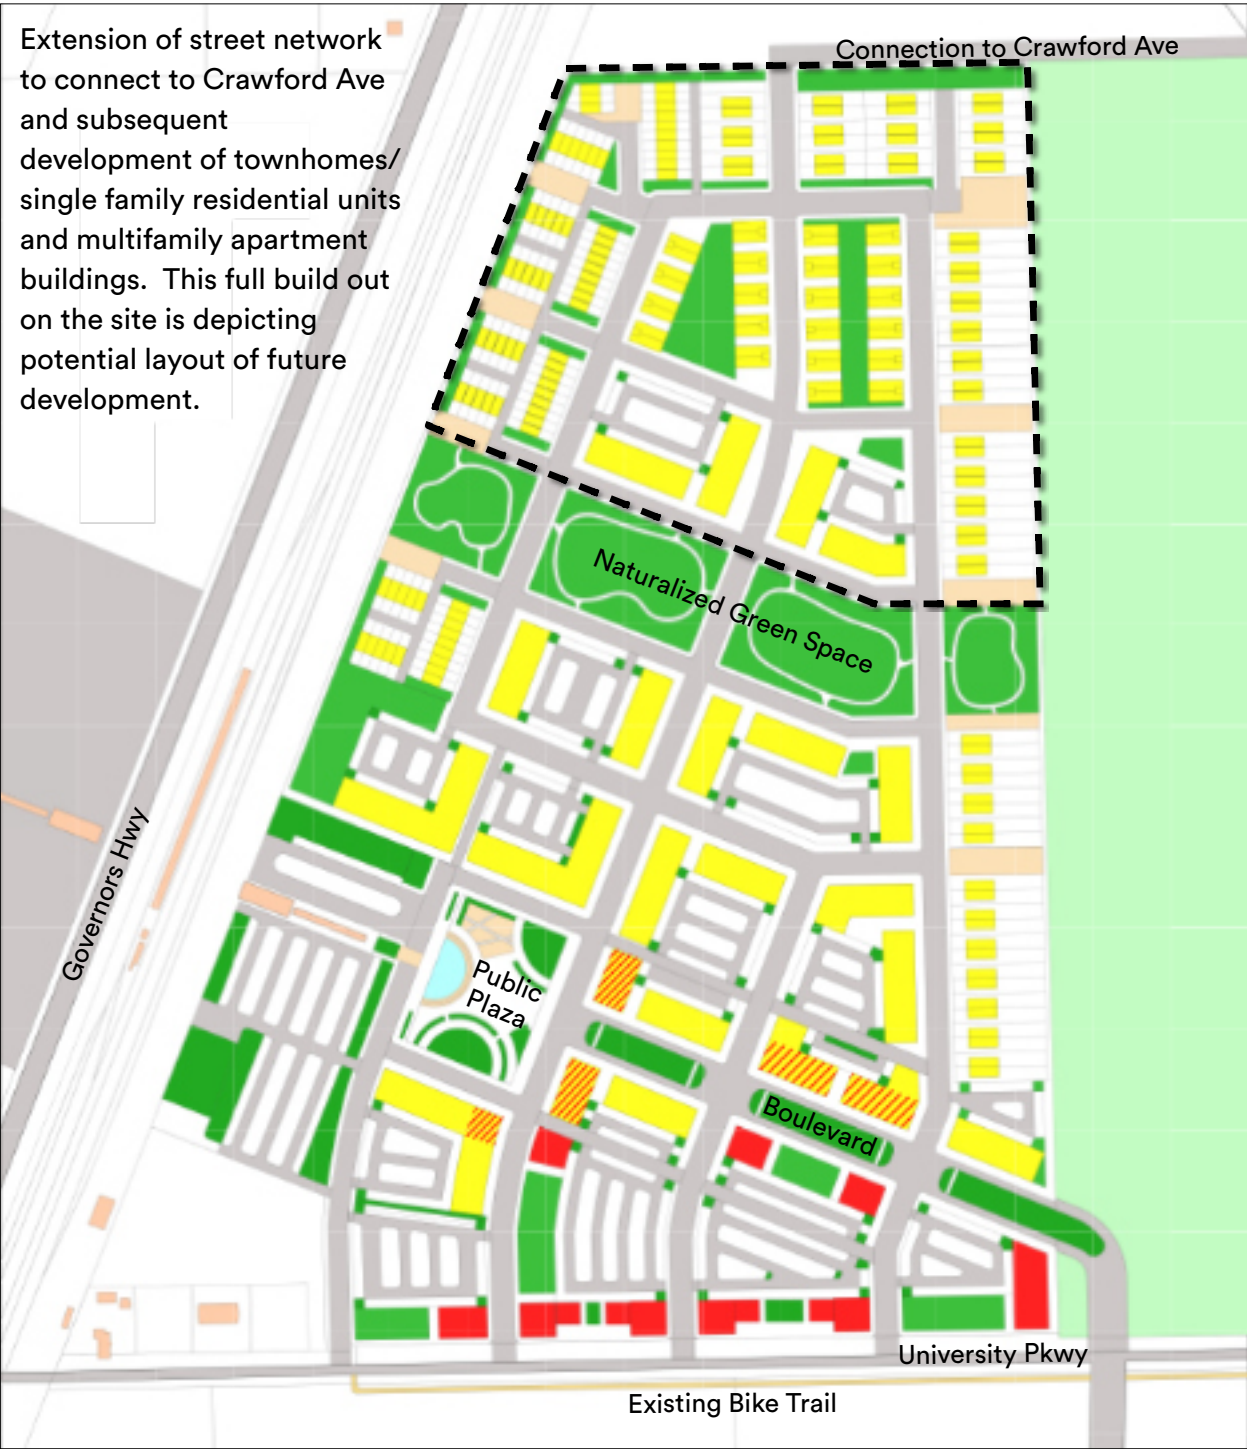 Extension of street network
to connect to Crawford Ave
and subsequent
development of townhomes/
single family residential units
and multifamily apartment
buildings.  This full build out
on the site is depicting
potential layout of future
development.
Connection to Crawford Ave
Naturalized Green Space
Governors Hwy
Public
Plaza
Boulevard
University Pkwy
Existing Bike Trail